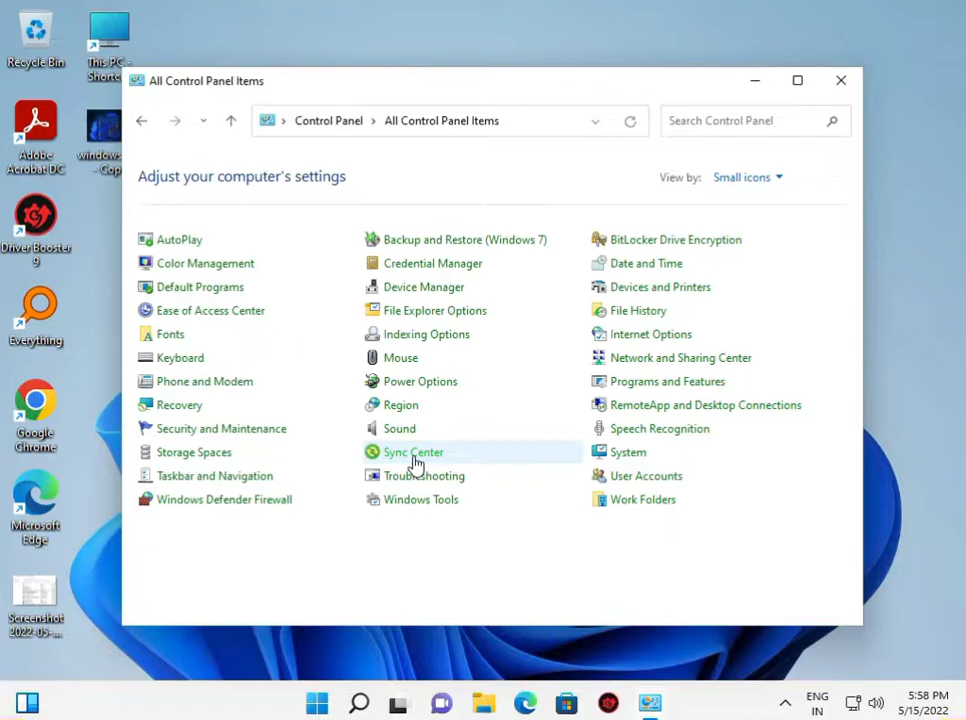 Recycle Bin
This PC -
Shortc
Adobe
Acrobat DC
windows
- Cop
Driver Booster
9
Everything
Google
Chrome
Microsoft
Edge
Screenshot
2022-05-...
All Control Panel Items
Control Panel > All Control Panel Items
Search Control Panel
Adjust your computer's settings
View by: Small icons
AutoPlay
Backup and Restore (Windows 7)
BitLocker Drive Encryption
Color Management
Credential Manager
Date and Time
Default Programs
Device Manager
Devices and Printers
Ease of Access Center
File Explorer Options
File History
Fonts
Indexing Options
Internet Options
Keyboard
Mouse
Network and Sharing Center
Phone and Modem
Power Options
Programs and Features
Recovery
Region
RemoteApp and Desktop Connections
Security and Maintenance
Sound
Speech Recognition
Storage Spaces
Sync Center
System
Taskbar and Navigation
Troubleshooting
User Accounts
Windows Defender Firewall
Windows Tools
Work Folders
ENG
IN
5:58 PM
5/15/2022